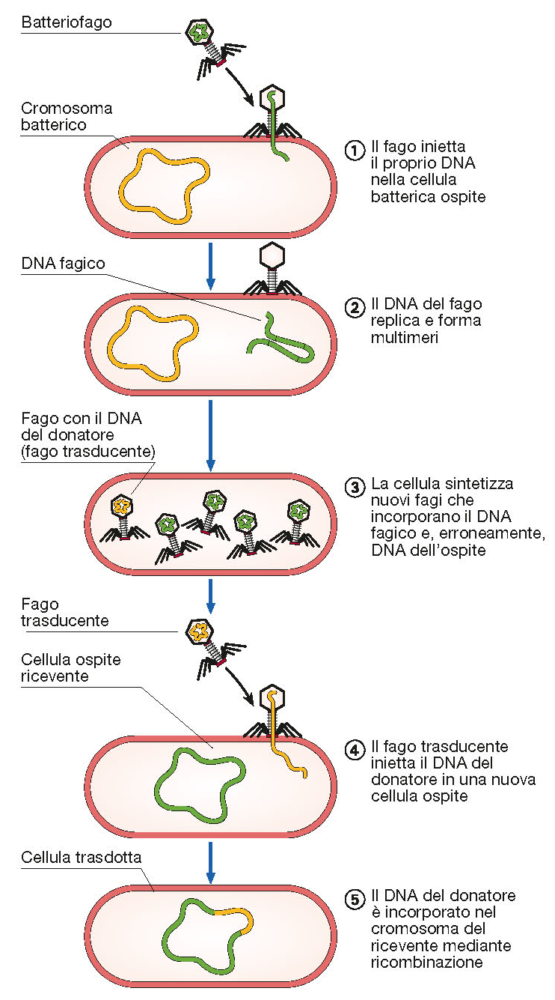 Batteriofago
Cromosoma
batterico
① Il fago inietta
il proprio DNA
nella cellula
batterica ospite
DNA fagico
② Il DNA del fago
replica e forma
multimeri
Fago con il DNA
del donatore
(fago trasducente)
③ La cellula sintetizza
nuovi fagi che
incorporano il DNA
fagico e, erroneamente,
DNA dell'ospite
Fago
trasducente
Cellula ospite
ricevente
④ Il fago trasducente
inietta il DNA del
donatore in una nuova
cellula ospite
Cellula trasdotta
⑤ Il DNA del donatore
è incorporato nel
cromosoma del
ricevente mediante
ricombinazione